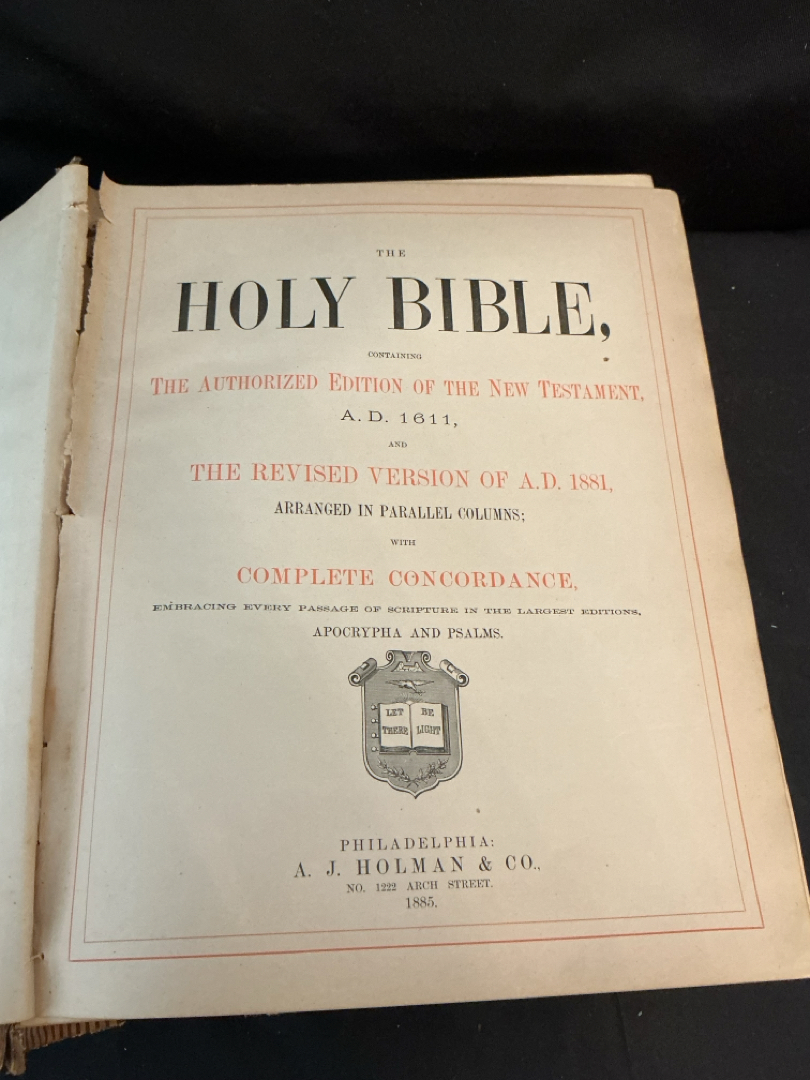 THE
HOLY BIBLE,
CONTAINING
THE AUTHORIZED EDITION OF THE NEW TESTAMENT,
A. D. 1611,
AND
THE REVISED VERSION OF A.D. 1881,
ARRANGED IN PARALLEL COLUMNS;
WITH
COMPLETE CONCORDANCE,
EMBRACING EVERY PASSAGE OF SCRIPTURE IN THE LARGEST EDITIONS,
APOCRYPHA AND PSALMS.
LET BE
THERE LIGHT
PHILADELPHIA:
A. J. HOLMAN & CO.,
NO. 1222 ARCH STREET.
1885.